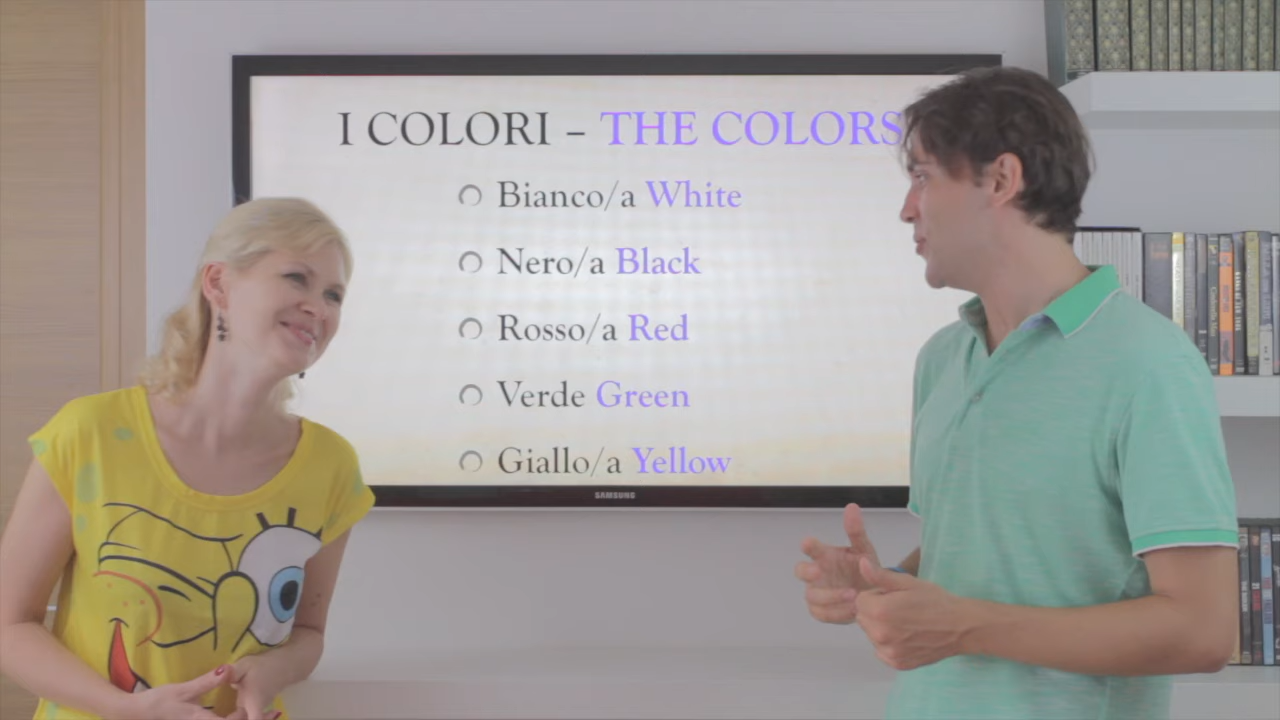 I COLORI – THE COLORS
Bianco/a White
Nero/a Black
Rosso/a Red
Verde Green
Giallo/a Yellow
SAMSUNG